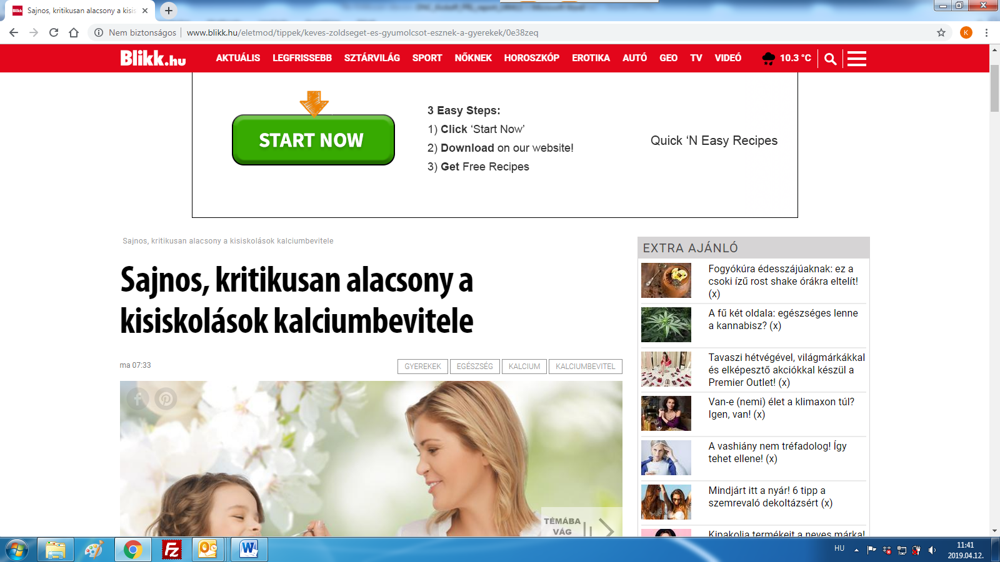 Sajnos, kritikusan alacsony a kisis
Nem biztonságos
www.blikk.hu/eletmod/tippek/keves-zoldseget-es-gyumolcsot-esznek-a-gyerekek/0e38zeq
K
Blikk.hu
AKTUÁLIS LEGFRISSEBB SZTÁRVILÁG SPORT NŐKNEK HOROSZKÓP EROTIKA AUTÓ GEO TV VIDEÓ 10.3 °C
START NOW
3 Easy Steps:
1) Click ‘Start Now’
2) Download on our website!
3) Get Free Recipes
Quick ‘N Easy Recipes
Sajnos, kritikusan alacsony a kisiskolások kalciumbevitele
Sajnos, kritikusan alacsony a
kisiskolások kalciumbevitele
ma 07:33
GYEREKEK EGÉSZSÉG KALCIUM KALCIUMBEVITEL
TÉMÁBA
VÁG
EXTRA AJÁNLÓ
Fogyókúra édesszájúaknak: ez a
csoki ízű rost shake órákra eltelít!
(x)
A fű két oldala: egészséges lenne
a kannabisz? (x)
Tavaszi hétvégével, világmárkákkal
és elképesztő akciókkal készül a
Premier Outlet! (x)
Van-e (nemi) élet a klimaxon túl?
Igen, van! (x)
A vashiány nem tréfadolog! Így
tehet ellene! (x)
Mindjárt itt a nyár! 6 tipp a
szemrevaló dekoltázsért (x)
Kipakolja termékeit a neves márka!
HU
11:41
2019.04.12.